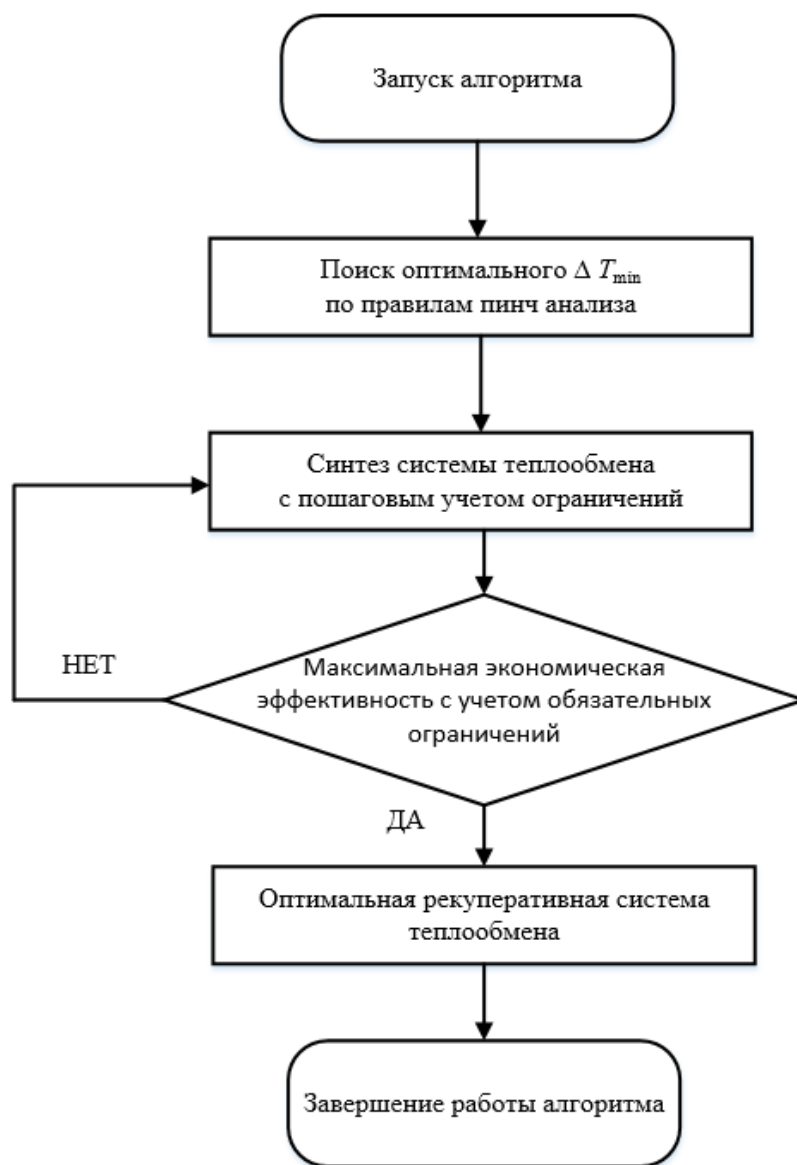 Запуск алгоритма
Поиск оптимального Δ Tmin
по правилам пинч анализа
Синтез системы теплообмена
с пошаговым учетом ограничений
НЕТ
Максимальная экономическая
эффективность с учетом обязательных
ограничений
ДА
Оптимальная рекуперативная система
теплообмена
Завершение работы алгоритма